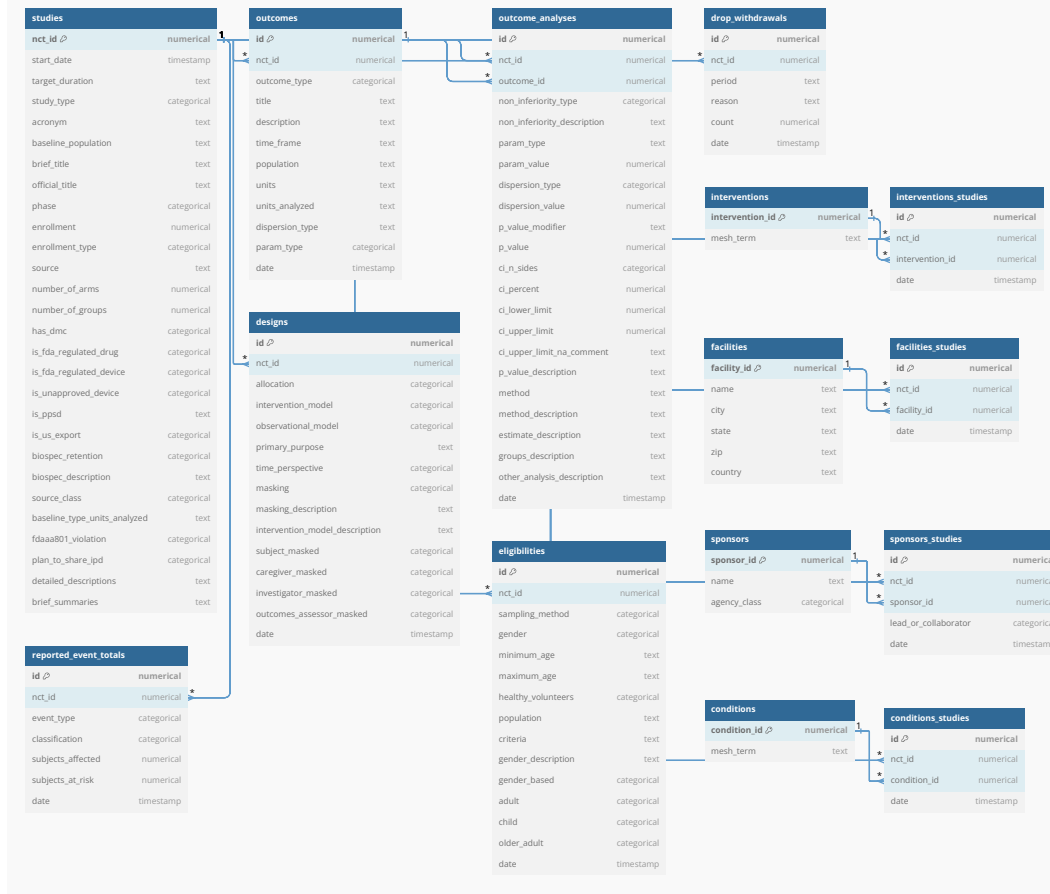 studies
nct_id numerical
start_date timestamp
target_duration text
study_type categorical
acronym text
baseline_population text
brief_title text
official_title text
phase categorical
enrollment numerical
enrollment_type categorical
source text
number_of_arms numerical
number_of_groups numerical
has_dmc categorical
is_fda_regulated_drug categorical
is_fda_regulated_device categorical
is_unapproved_device categorical
is_ppsd text
is_us_export categorical
biospec_retention categorical
biospec_description text
source_class categorical
baseline_type_units_analyzed text
fdaaa801_violation categorical
plan_to_share_ipd categorical
detailed_descriptions text
brief_summaries text
1
reported_event_totals
id numerical
nct_id numerical
*
event_type categorical
classification categorical
subjects_affected numerical
subjects_at_risk numerical
date timestamp
outcomes
id numerical
1
* nct_id numerical
outcome_type categorical
title text
description text
time_frame text
population text
units text
units_analyzed text
dispersion_type text
param_type categorical
date timestamp
designs
id numerical
* nct_id numerical
allocation categorical
intervention_model categorical
observational_model categorical
primary_purpose text
time_perspective categorical
masking categorical
masking_description text
intervention_model_description text
subject_masked categorical
caregiver_masked categorical
investigator_masked categorical
outcomes_assessor_masked categorical
date timestamp
outcome_analyses
id numerical
* nct_id numerical
* outcome_id numerical
non_inferiority_type categorical
non_inferiority_description text
param_type text
param_value numerical
dispersion_type categorical
dispersion_value numerical
p_value_modifier text
p_value numerical
ci_n_sides categorical
ci_percent numerical
ci_lower_limit numerical
ci_upper_limit numerical
ci_upper_limit_na_comment text
p_value_description text
method text
method_description text
estimate_description text
groups_description text
other_analysis_description text
date timestamp
eligibilities
id numerical
* nct_id numerical
sampling_method categorical
gender categorical
minimum_age text
maximum_age text
healthy_volunteers categorical
population text
criteria text
gender_description text
gender_based categorical
adult categorical
child categorical
older_adult categorical
date timestamp
drop_withdrawals
id numerical
* nct_id numerical
period text
reason text
count numerical
date timestamp
interventions
intervention_id numerical
1
mesh_term text
interventions_studies
id numerical
* nct_id numerical
* intervention_id numerical
date timestamp
facilities
facility_id numerical
1
name text
city text
state text
zip text
country text
facilities_studies
id numerical
* nct_id numerical
* facility_id numerical
date timestamp
sponsors
sponsor_id numerical
1
name text
agency_class categorical
sponsors_studies
id numerica
* nct_id numeric
* sponsor_id numeric
lead_or_collaborator categoric
date timestam
conditions
condition_id numerical
1
mesh_term text
conditions_studies
id numerical
* nct_id numerical
* condition_id numerical
date timestamp